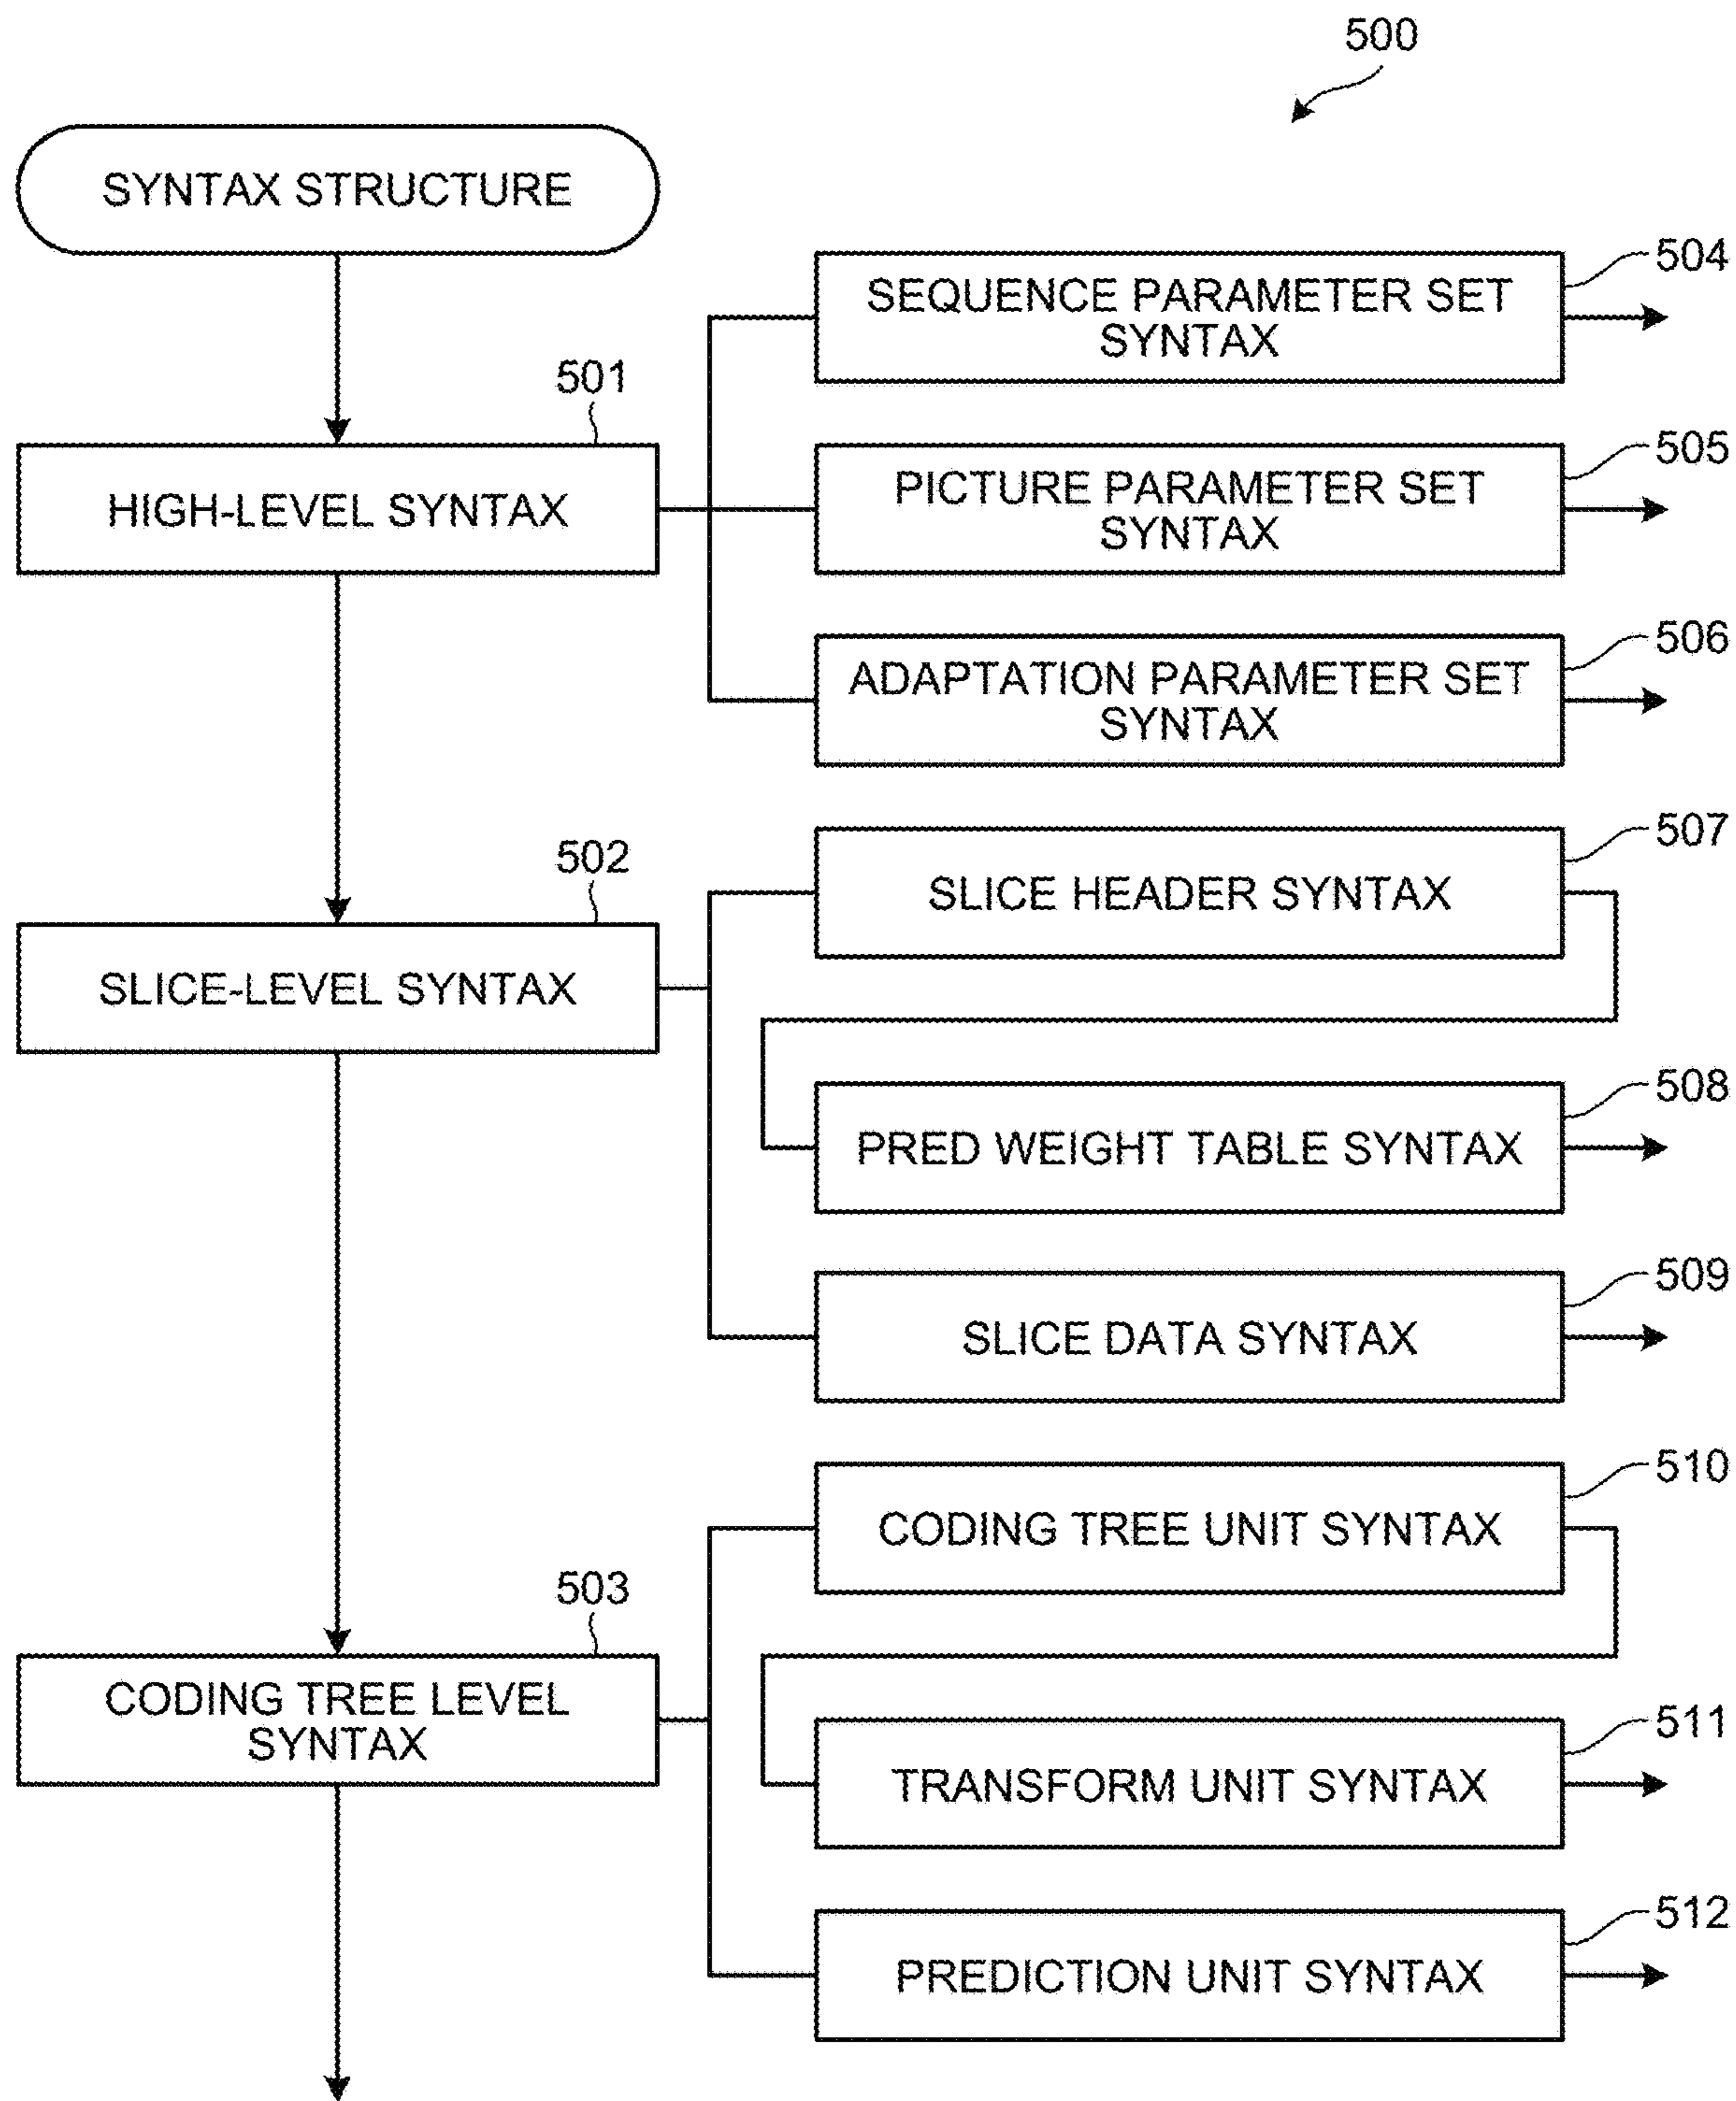 500
SYNTAX STRUCTURE
504
SEQUENCE PARAMETER SET
SYNTAX
501
HIGH-LEVEL SYNTAX
505
PICTURE PARAMETER SET
SYNTAX
506
ADAPTATION PARAMETER SET
SYNTAX
502
SLICE-LEVEL SYNTAX
507
SLICE HEADER SYNTAX
508
PRED WEIGHT TABLE SYNTAX
509
SLICE DATA SYNTAX
503
CODING TREE LEVEL
SYNTAX
510
CODING TREE UNIT SYNTAX
511
TRANSFORM UNIT SYNTAX
512
PREDICTION UNIT SYNTAX